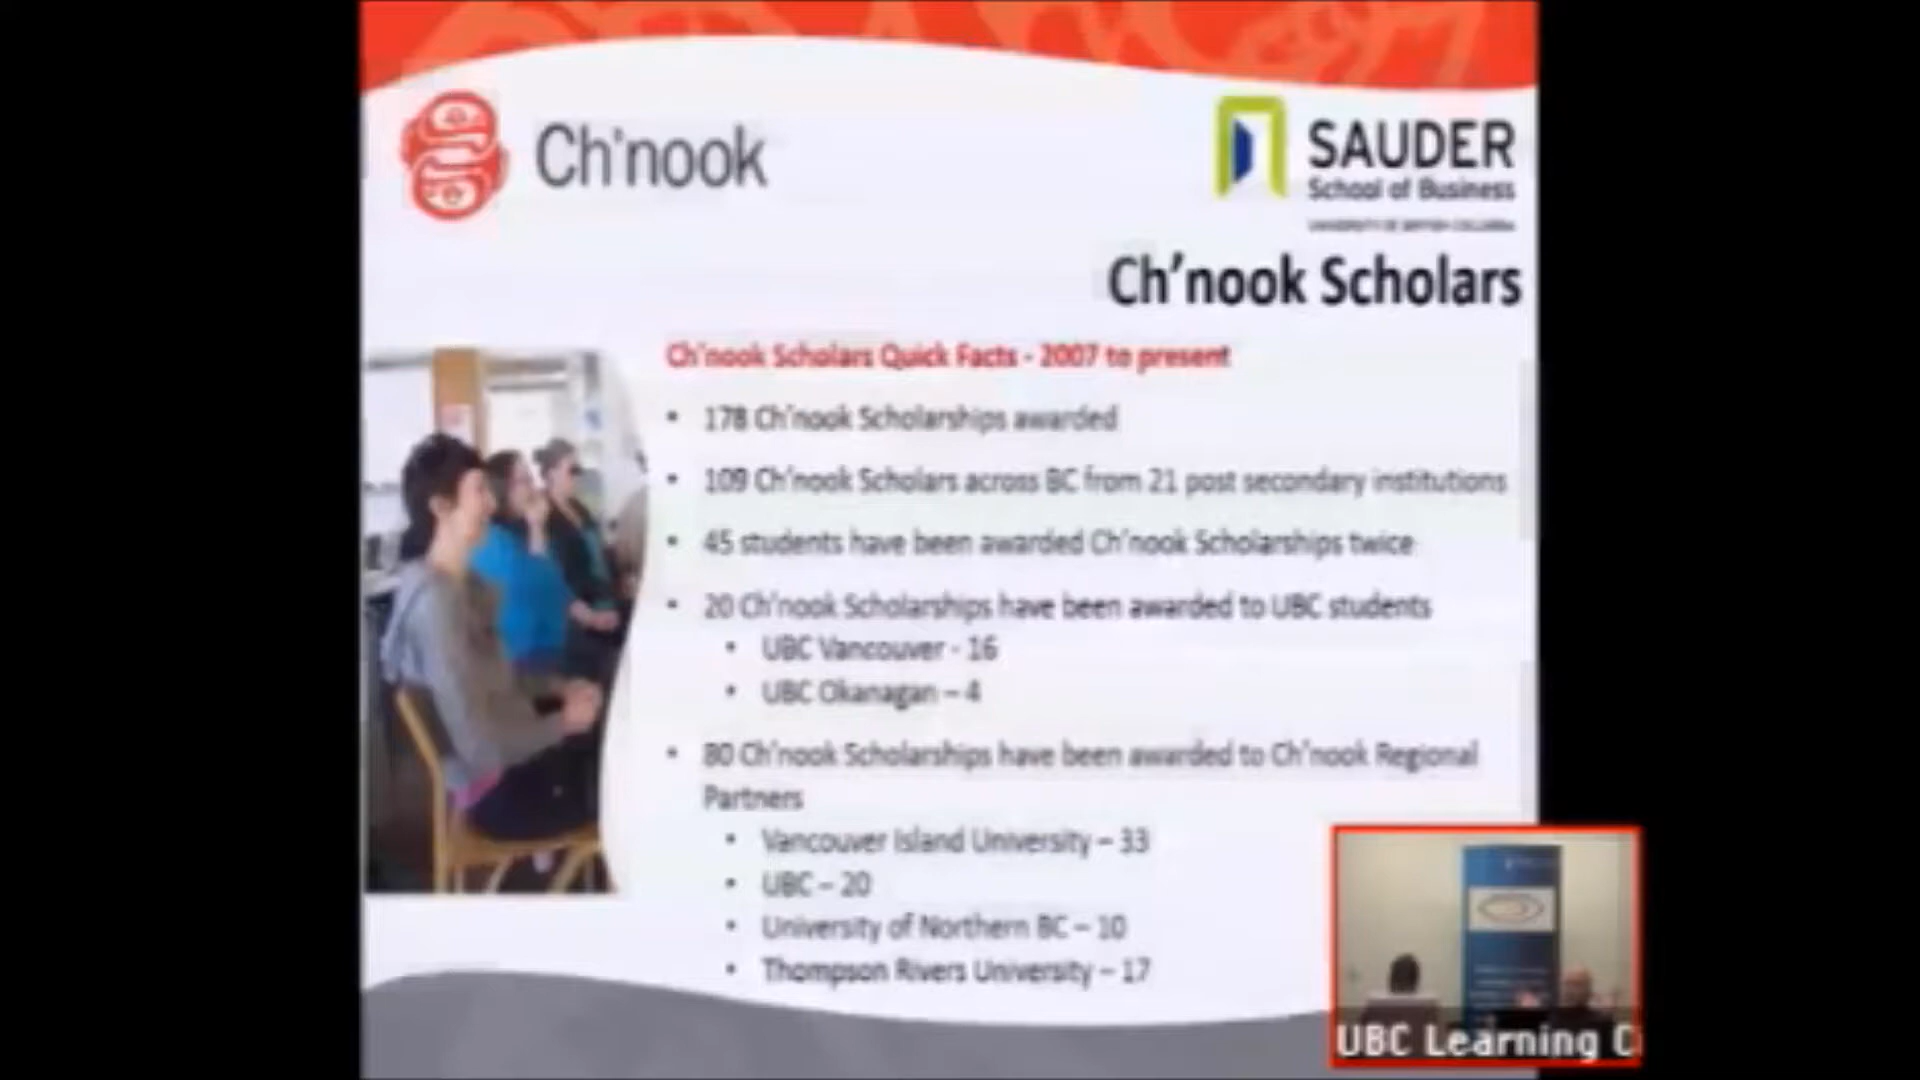 Ch'nook
SAUDER
School of Business
UNIVERSITY OF BRITISH COLUMBIA
Ch'nook Scholars
Ch'nook Scholars Quick Facts - 2007 to present
• 178 Ch'nook Scholarships awarded
• 109 Ch'nook Scholars across BC from 21 post secondary institutions
• 45 students have been awarded Ch'nook Scholarships twice
• 20 Ch'nook Scholarships have been awarded to UBC students
• UBC Vancouver - 16
• UBC Okanagan – 4
• 80 Ch'nook Scholarships have been awarded to Ch'nook Regional
Partners
• Vancouver Island University – 33
• UBC – 20
• University of Northern BC – 10
• Thompson Rivers University – 17
UBC Learning C